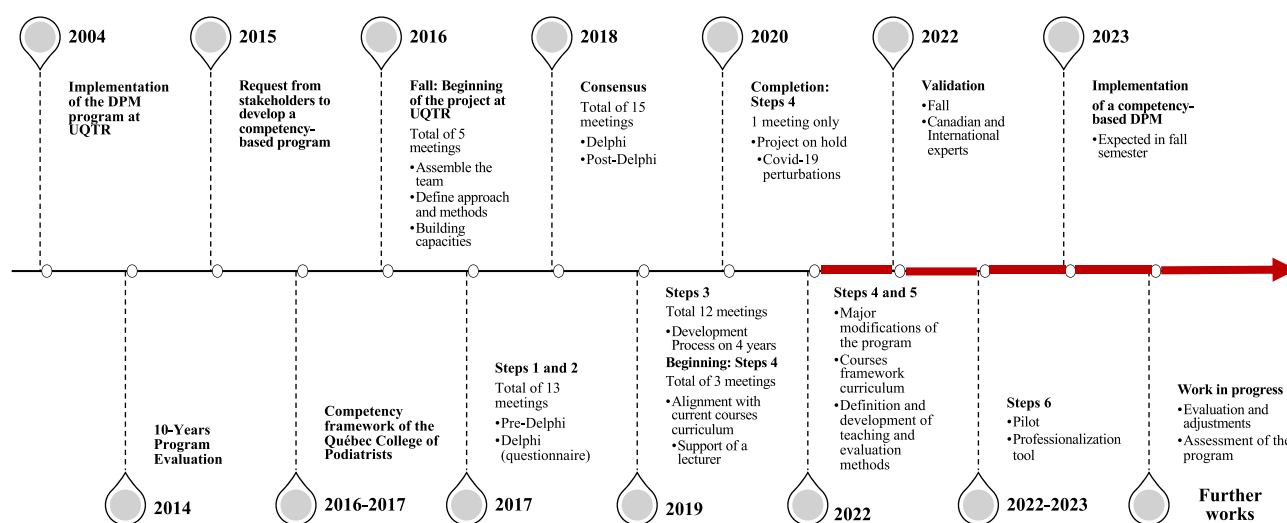 2004
Implementation
of the DPM
program at
UQTR
2015
Request from
stakeholders to
develop a
competency-
based program
2016
Fall: Beginning
of the project at
UQTR
Total of 5
meetings
•Assemble the
team
•Define approach
and methods
•Building
capacities
2018
Consensus
Total of 15
meetings
•Delphi
•Post-Delphi
2020
Completion:
Steps 4
1 meeting only
•Project on hold
•Covid-19
perturbations
2022
Validation
•Fall
•Canadian and
International
experts
2023
Implementation
of a competency-
based DPM
•Expected in fall
semester
10-Years
Program
Evaluation
2014
Competency
framework of the
Québec College of
Podiatrists
2016-2017
Steps 1 and 2
Total of 13
meetings
•Pre-Delphi
•Delphi
(questionnaire)
2017
Steps 3
Total 12 meetings
•Development
Process on 4 years
Beginning: Steps 4
Total of 3 meetings
•Alignment with
current courses
curriculum
•Support of a
lecturer
2019
Steps 4 and 5
•Major
modifications of
the program
•Courses
framework
curriculum
•Definition and
development of
teaching and
evaluation
methods
2022
Steps 6
•Pilot
•Professionalization
tool
2022-2023
Work in progress
•Evaluation and
adjustments
•Assessment of the
program
Further
works